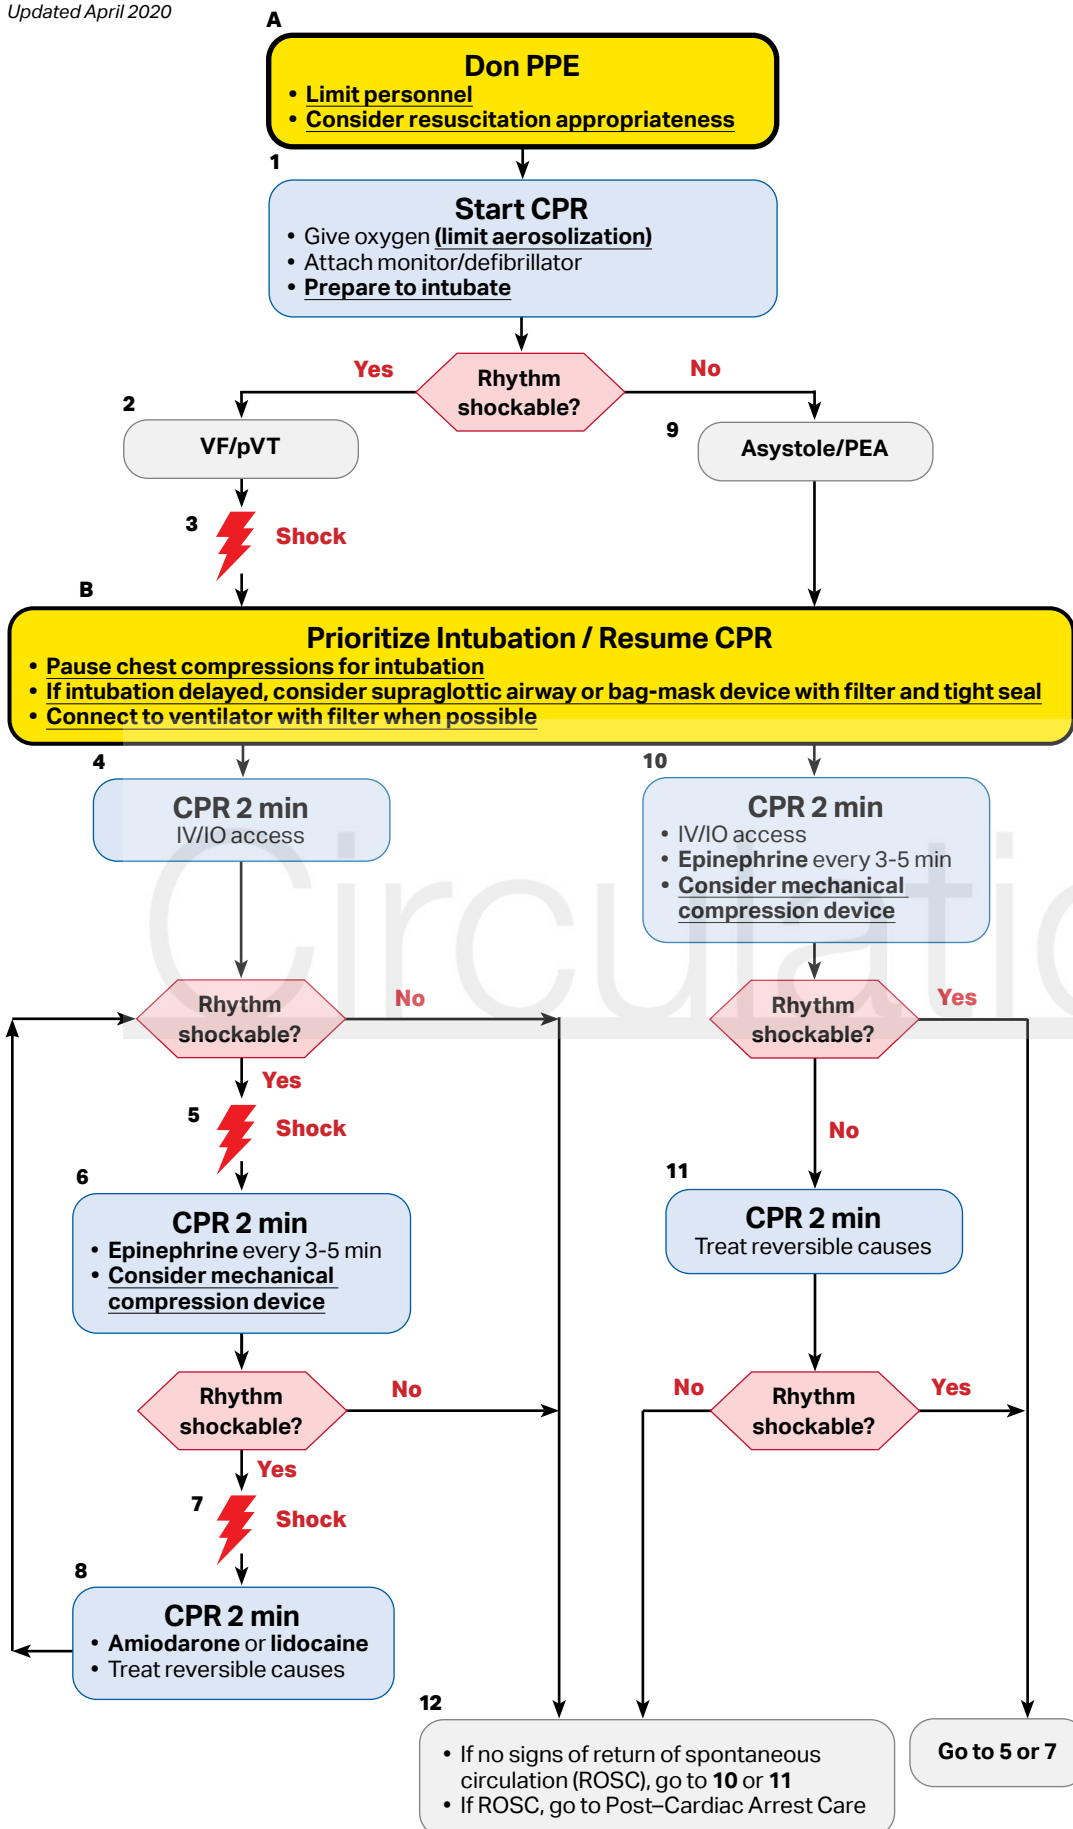 Updated April 2020
A
Don PPE
• Limit personnel
• Consider resuscitation appropriateness
1
Start CPR
• Give oxygen (limit aerosolization)
• Attach monitor/defibrillator
• Prepare to intubate
Yes
Rhythm
shockable?
No
2
VF/pVT
9
Asystole/PEA
3
Shock
B
Prioritize Intubation / Resume CPR
• Pause chest compressions for intubation
• If intubation delayed, consider supraglottic airway or bag-mask device with filter and tight seal
• Connect to ventilator with filter when possible
4
CPR 2 min
IV/IO access
10
CPR 2 min
• IV/IO access
• Epinephrine every 3-5 min
• Consider mechanical
compression device
Circulatio
Rhythm
shockable?
No
Yes
Rhythm
shockable?
Yes
No
5
Shock
6
CPR 2 min
• Epinephrine every 3-5 min
• Consider mechanical
compression device
11
CPR 2 min
Treat reversible causes
Rhythm
shockable?
No
Yes
No
Rhythm
shockable?
Yes
7
Shock
8
CPR 2 min
• Amiodarone or lidocaine
• Treat reversible causes
12
• If no signs of return of spontaneous
circulation (ROSC), go to 10 or 11
• If ROSC, go to Post–Cardiac Arrest Care
Go to 5 or 7